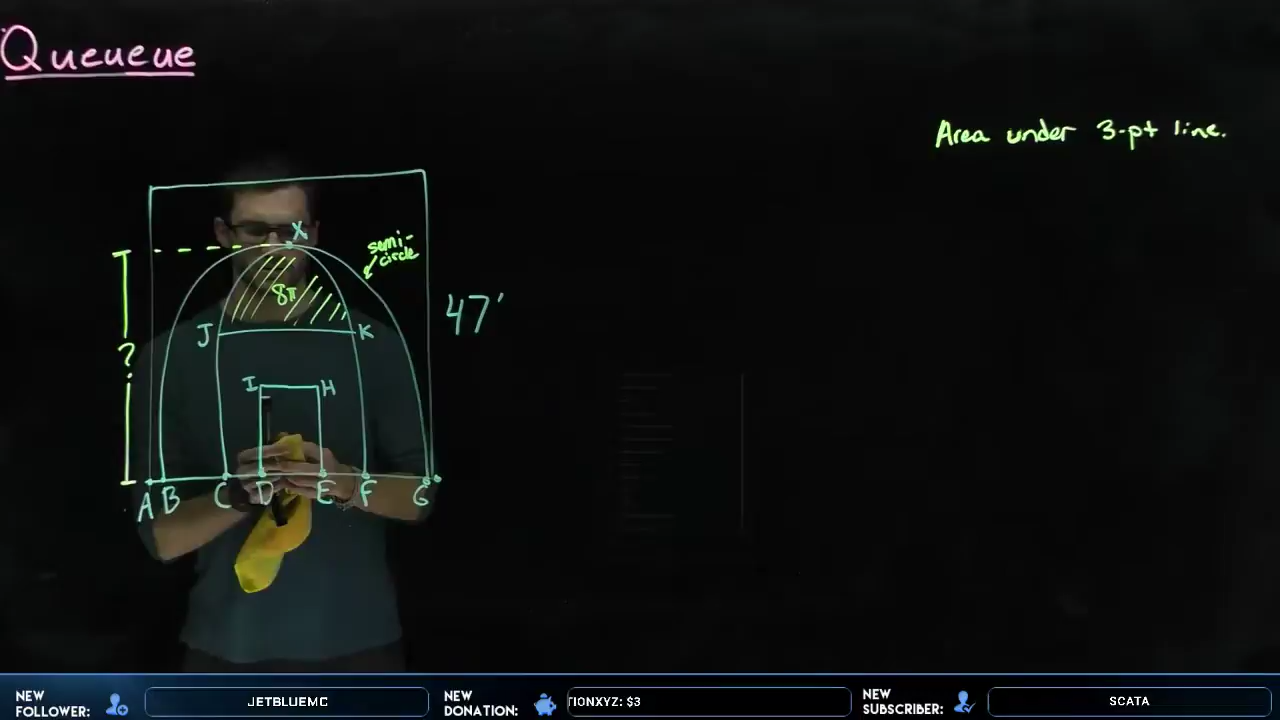 Queueue
Area under 3-pt line.
X
semi-
circle
8π
47'
J
K
?
I
H
A B C D E F G
NEW
FOLLOWER:
JETBLUEMC
NEW
DONATION:
TIONXYZ: $3
NEW
SUBSCRIBER:
SCATA